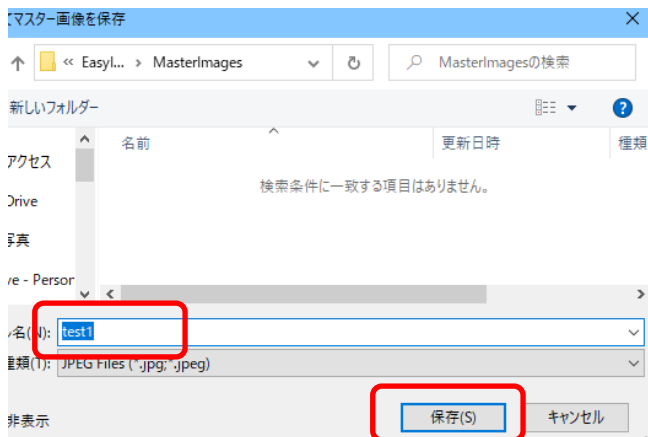 てマスター画像を保存
« EasyI... › MasterImages
MasterImagesの検索
新しいフォルダー
名前
更新日時
種類
アクセス
検索条件に一致する項目はありません。
Drive
写真
ve - Person
ル名(N): test1
種類(T): JPEG Files (*.jpg;*.jpeg)
非表示
保存(S)
キャンセル